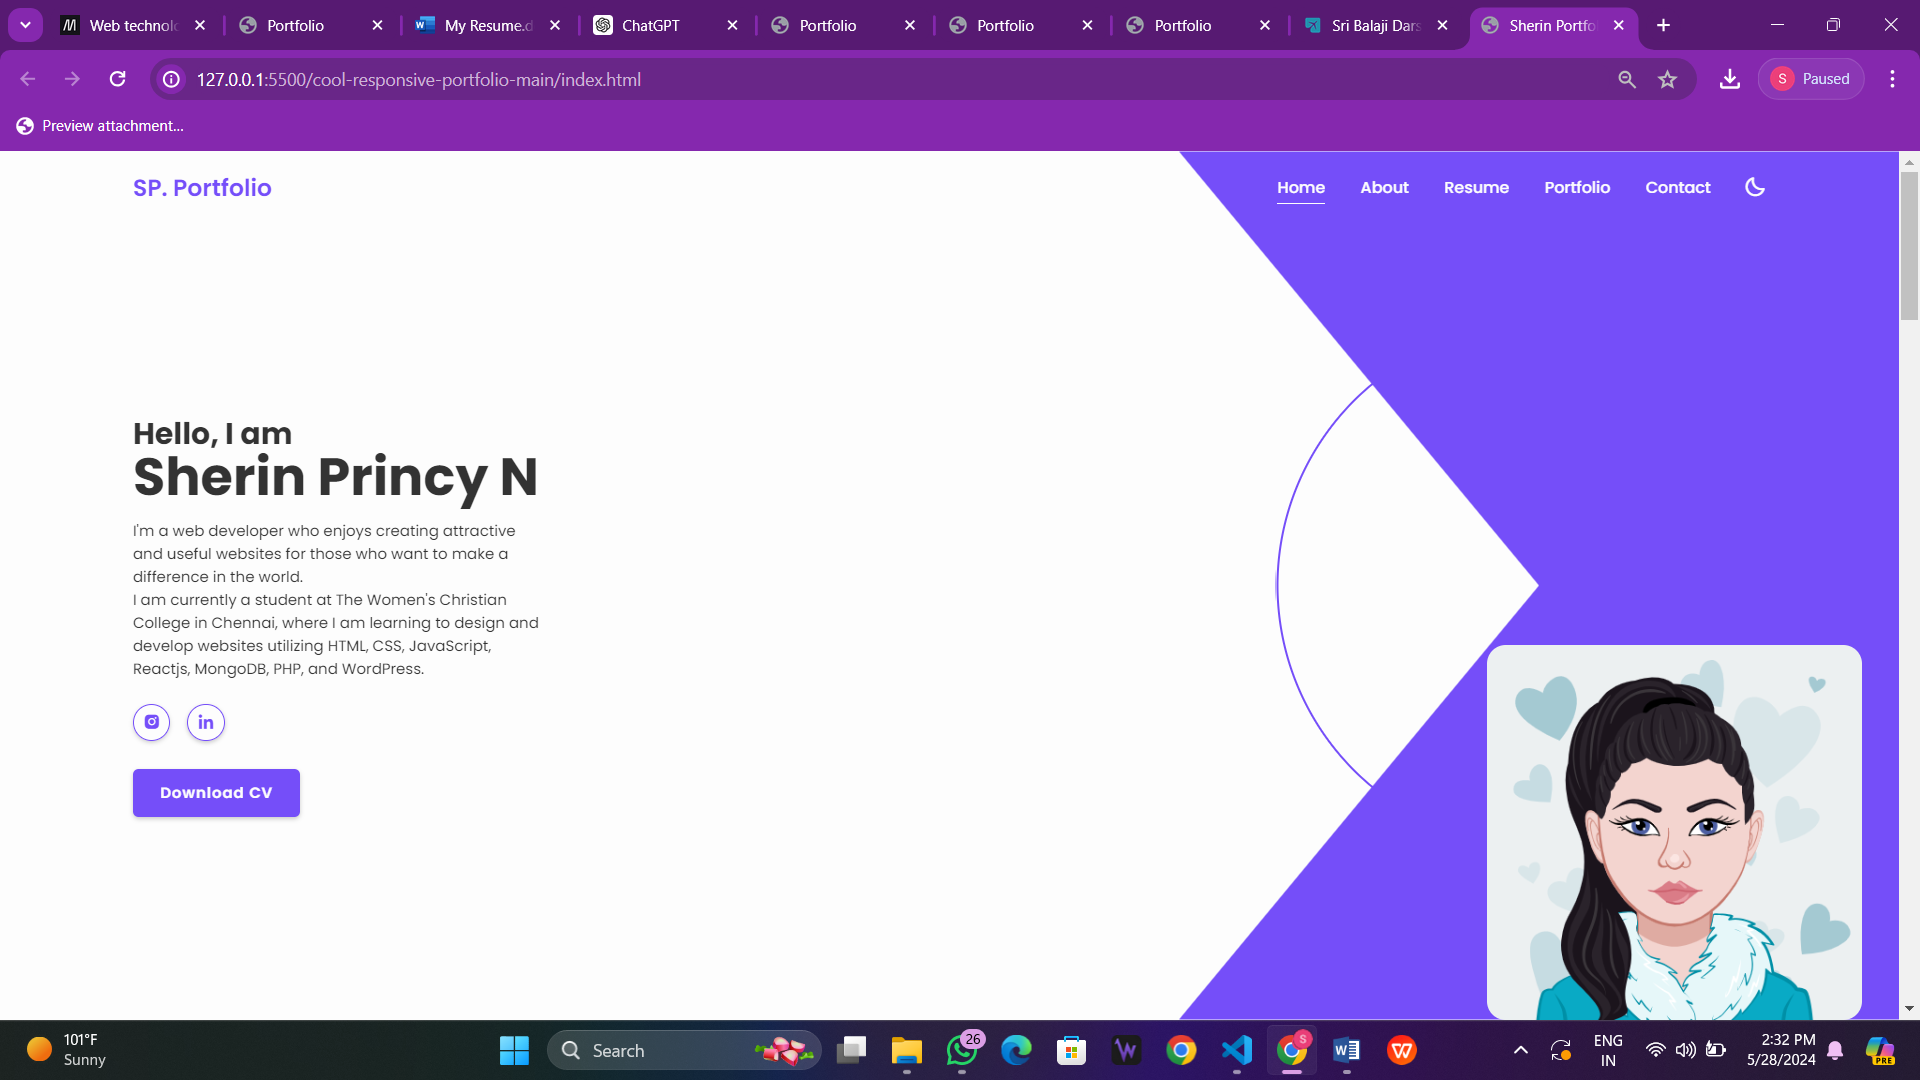 Web technolo
Portfolio
My Resume.d
ChatGPT
Portfolio
Portfolio
Portfolio
Sri Balaji Dars
Sherin Portfo
127.0.0.1:5500/cool-responsive-portfolio-main/index.html
S
Paused
Preview attachment...
SP. Portfolio
Home
About
Resume
Portfolio
Contact
Hello, I am
Sherin Princy N
I'm a web developer who enjoys creating attractive
and useful websites for those who want to make a
difference in the world.
I am currently a student at The Women's Christian
College in Chennai, where I am learning to design and
develop websites utilizing HTML, CSS, JavaScript,
Reactjs, MongoDB, PHP, and WordPress.
in
Download CV
101°F
Sunny
Search
26
S
ENG
IN
2:32 PM
5/28/2024
PRE